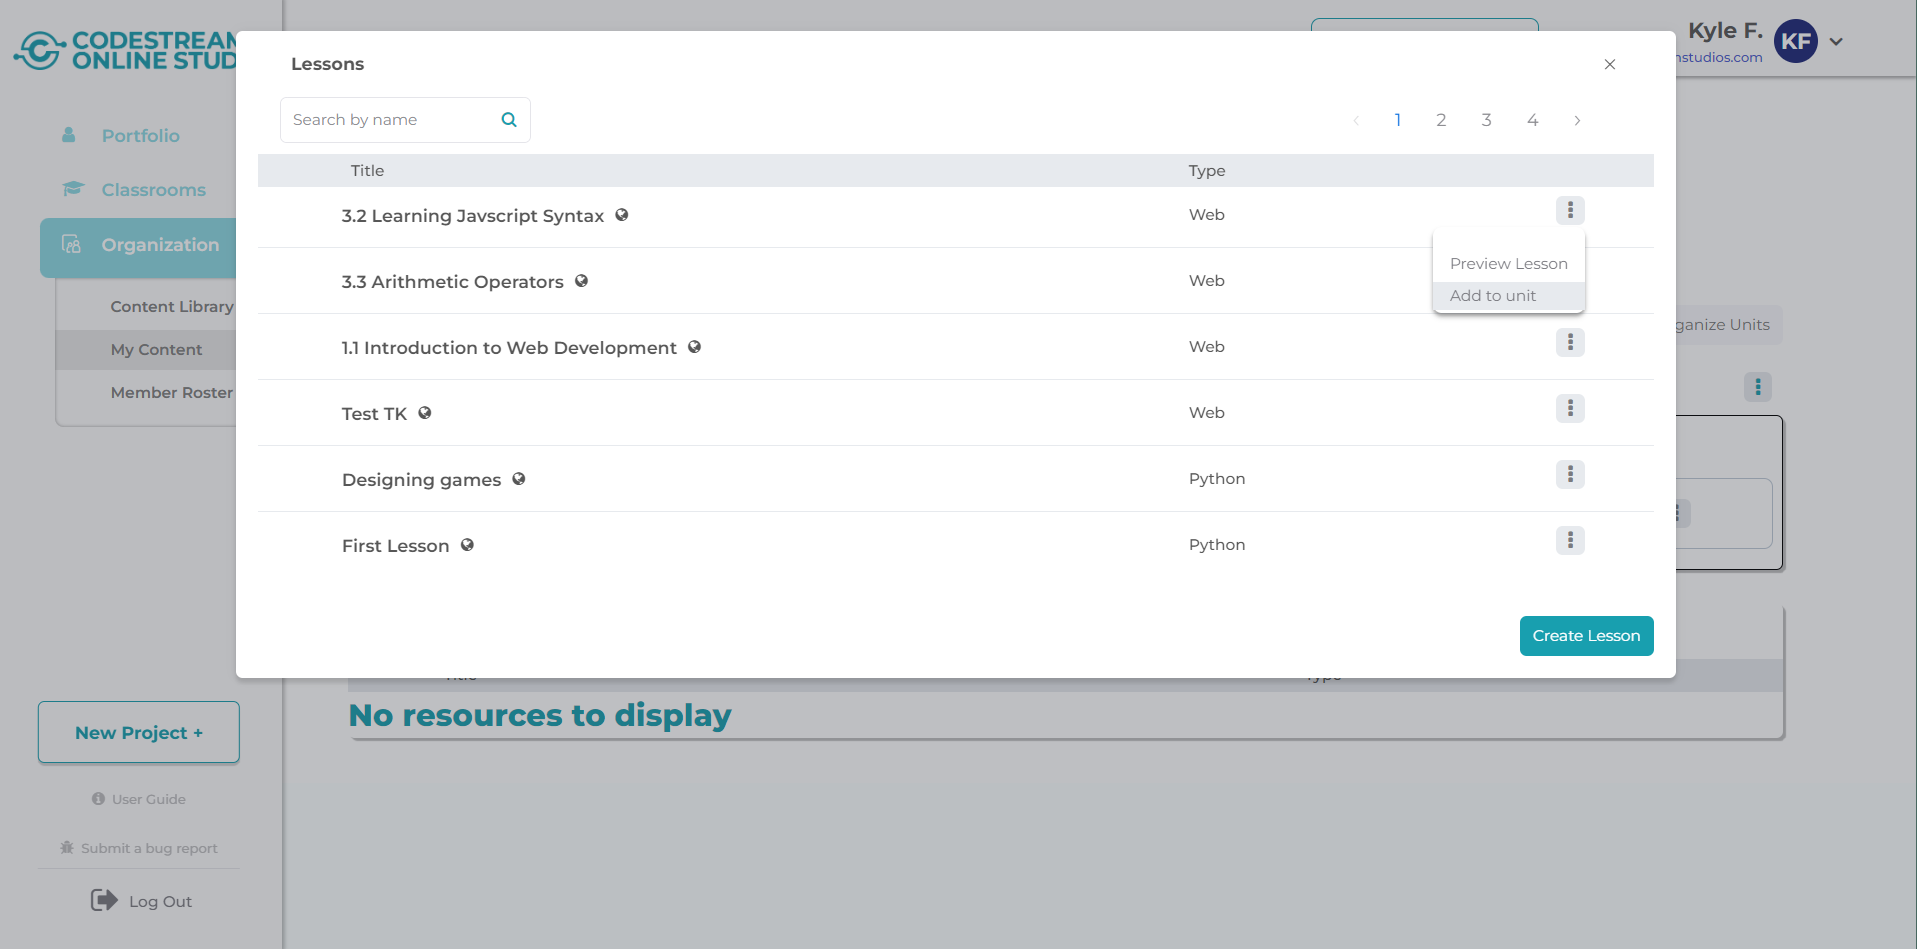 CODESTREAM
ONLINE STUD
Kyle F.
KF
nstudios.com
Portfolio
Classrooms
Organization
Content Library
My Content
Member Roster
New Project +
User Guide
Submit a bug report
Log Out
Lessons
Search by name
1 2 3 4
Title Type
3.2 Learning Javscript Syntax Web
Preview Lesson
Add to unit
3.3 Arithmetic Operators Web
1.1 Introduction to Web Development Web
Test TK Web
Designing games Python
First Lesson Python
Create Lesson
ganize Units
Title Type
No resources to display